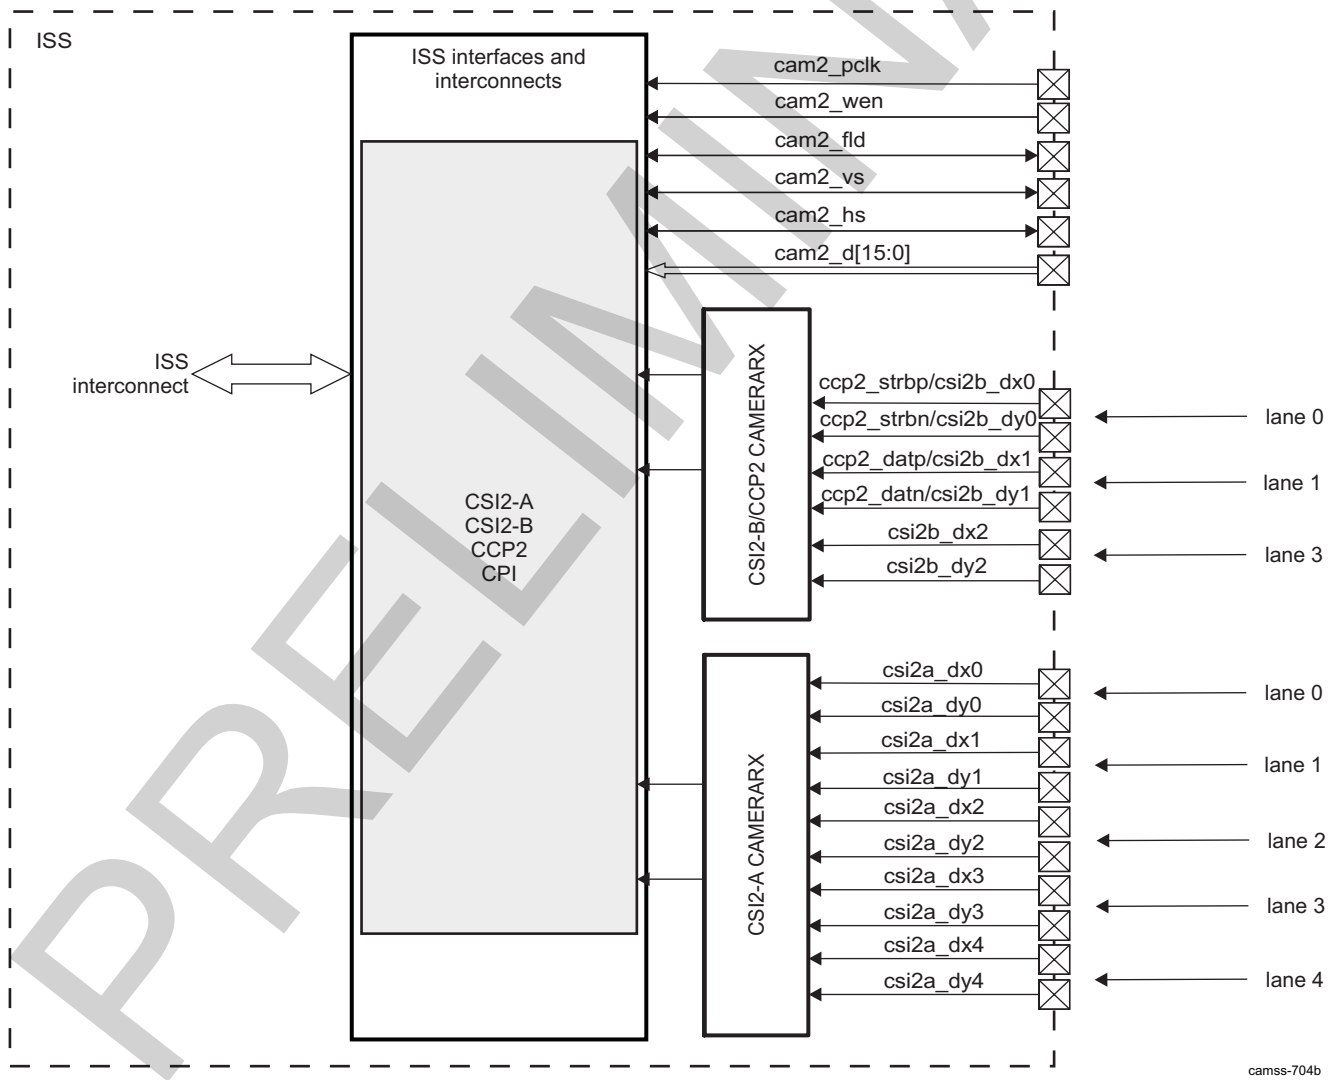 ISS
ISS interfaces and
interconnects
cam2_pclk
cam2_wen
cam2_fld
cam2_vs
cam2_hs
cam2_d[15:0]
ISS
interconnect
CSI2-A
CSI2-B
CCP2
CPI
CSI2-B/CCP2 CAMERARX
ccp2_strbp/csi2b_dx0
ccp2_strbn/csi2b_dy0
ccp2_datp/csi2b_dx1
ccp2_datn/csi2b_dy1
csi2b_dx2
csi2b_dy2
lane 0
lane 1
lane 3
CSI2-A CAMERARX
csi2a_dx0
csi2a_dy0
csi2a_dx1
csi2a_dy1
csi2a_dx2
csi2a_dy2
csi2a_dx3
csi2a_dy3
csi2a_dx4
csi2a_dy4
lane 0
lane 1
lane 2
lane 3
lane 4
camss-704b
PRELIMIN